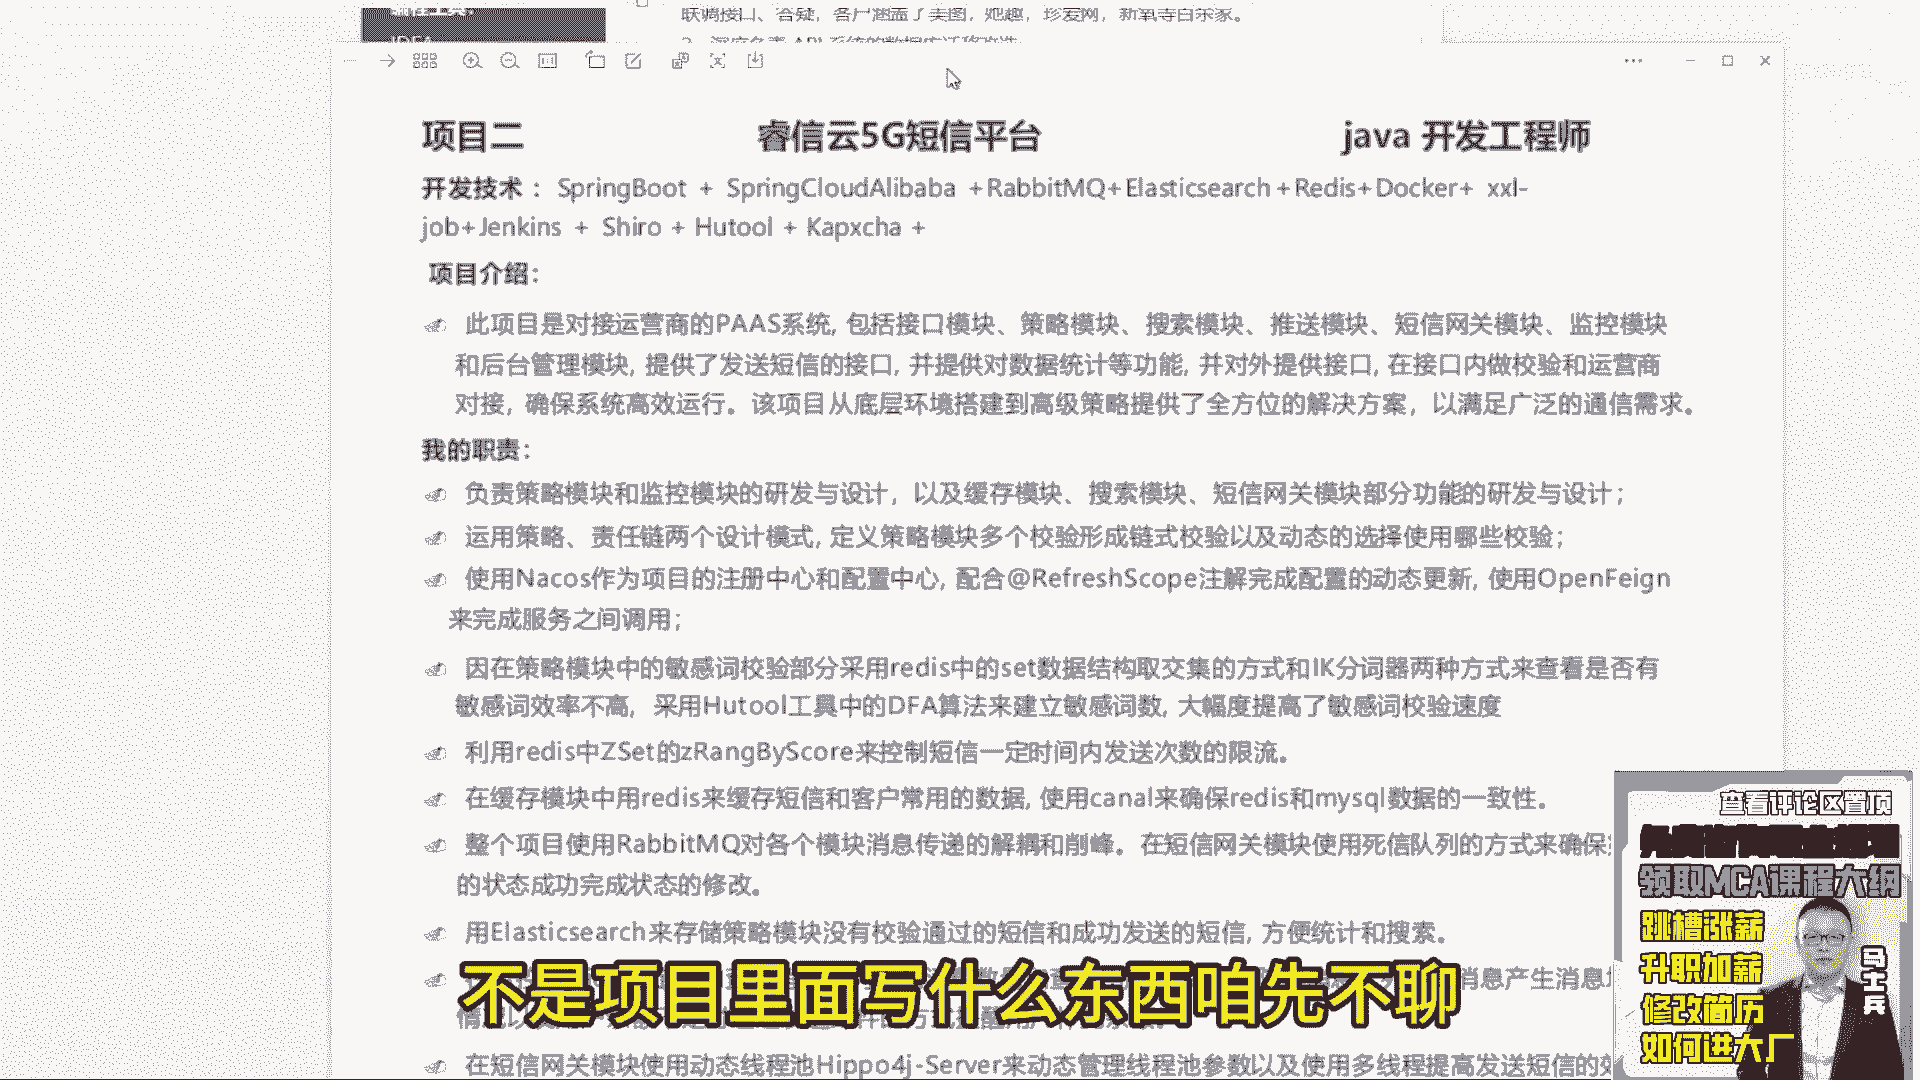 联调接口、答疑，客户涵盖了美图，她趣，珍爱网，新氧等百余家。
项目二 睿信云5G短信平台 java 开发工程师
开发技术： SpringBoot + SpringCloudAlibaba +RabbitMQ+Elasticsearch+Redis+Docker+ xxl-
job+Jenkins + Shiro + Hutool + Kapxcha +
项目介绍：
此项目是对接运营商的PAAS系统, 包括接口模块、策略模块、搜索模块、推送模块、短信网关模块、监控模块
和后台管理模块, 提供了发送短信的接口, 并提供对数据统计等功能, 并对外提供接口, 在接口内做校验和运营商
对接，确保系统高效运行。该项目从底层环境搭建到高级策略提供了全方位的解决方案，以满足广泛的通信需求。
我的职责：
负责策略模块和监控模块的研发与设计，以及缓存模块、搜索模块、短信网关模块部分功能的研发与设计；
运用策略、责任链两个设计模式, 定义策略模块多个校验形成链式校验以及动态的选择使用哪些校验；
使用Nacos作为项目的注册中心和配置中心, 配合@RefreshScope注解完成配置的动态更新, 使用OpenFeign
来完成服务之间调用；
因在策略模块中的敏感词校验部分采用redis中的set数据结构取交集的方式和IK分词器两种方式来查看是否有
敏感词效率不高, 采用Hutool工具中的DFA算法来建立敏感词数, 大幅度提高了敏感词校验速度
利用redis中ZSet的zRangByScore来控制短信一定时间内发送次数的限流。
在缓存模块中用redis来缓存短信和客户常用的数据, 使用canal来确保redis和mysql数据的一致性。
整个项目使用RabbitMQ对各个模块消息传递的解耦和削峰。在短信网关模块使用死信队列的方式来确保
的状态成功完成状态的修改。
用Elasticsearch来存储策略模块没有校验通过的短信和成功发送的短信, 方便统计和搜索。
消息产生消息
不是项目里面写什么东西咱先不聊
在短信网关模块使用动态线程池Hippo4j-Server来动态管理线程池参数以及使用多线程提高发送短信的
查看评论区置顶
领取MCA课程大纲
跳槽涨薪
升职加薪
修改简历
如何进大厂
马士兵